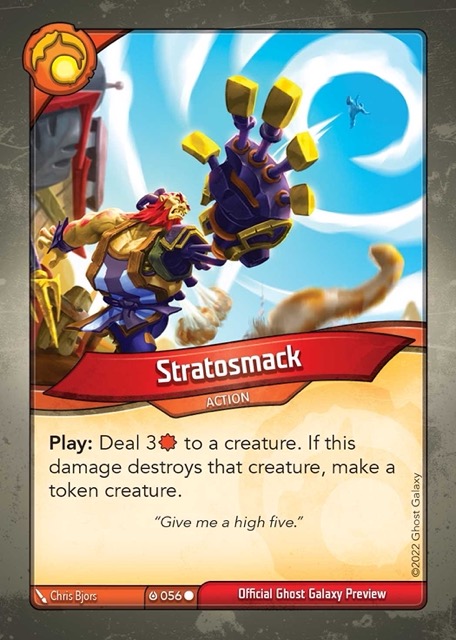 Stratosmack
ACTION
Play: Deal 3 to a creature. If this
damage destroys that creature, make a
token creature.
“Give me a high five.”
©2022 Ghost Galaxy
Chris Bjors
056
Official Ghost Galaxy Preview